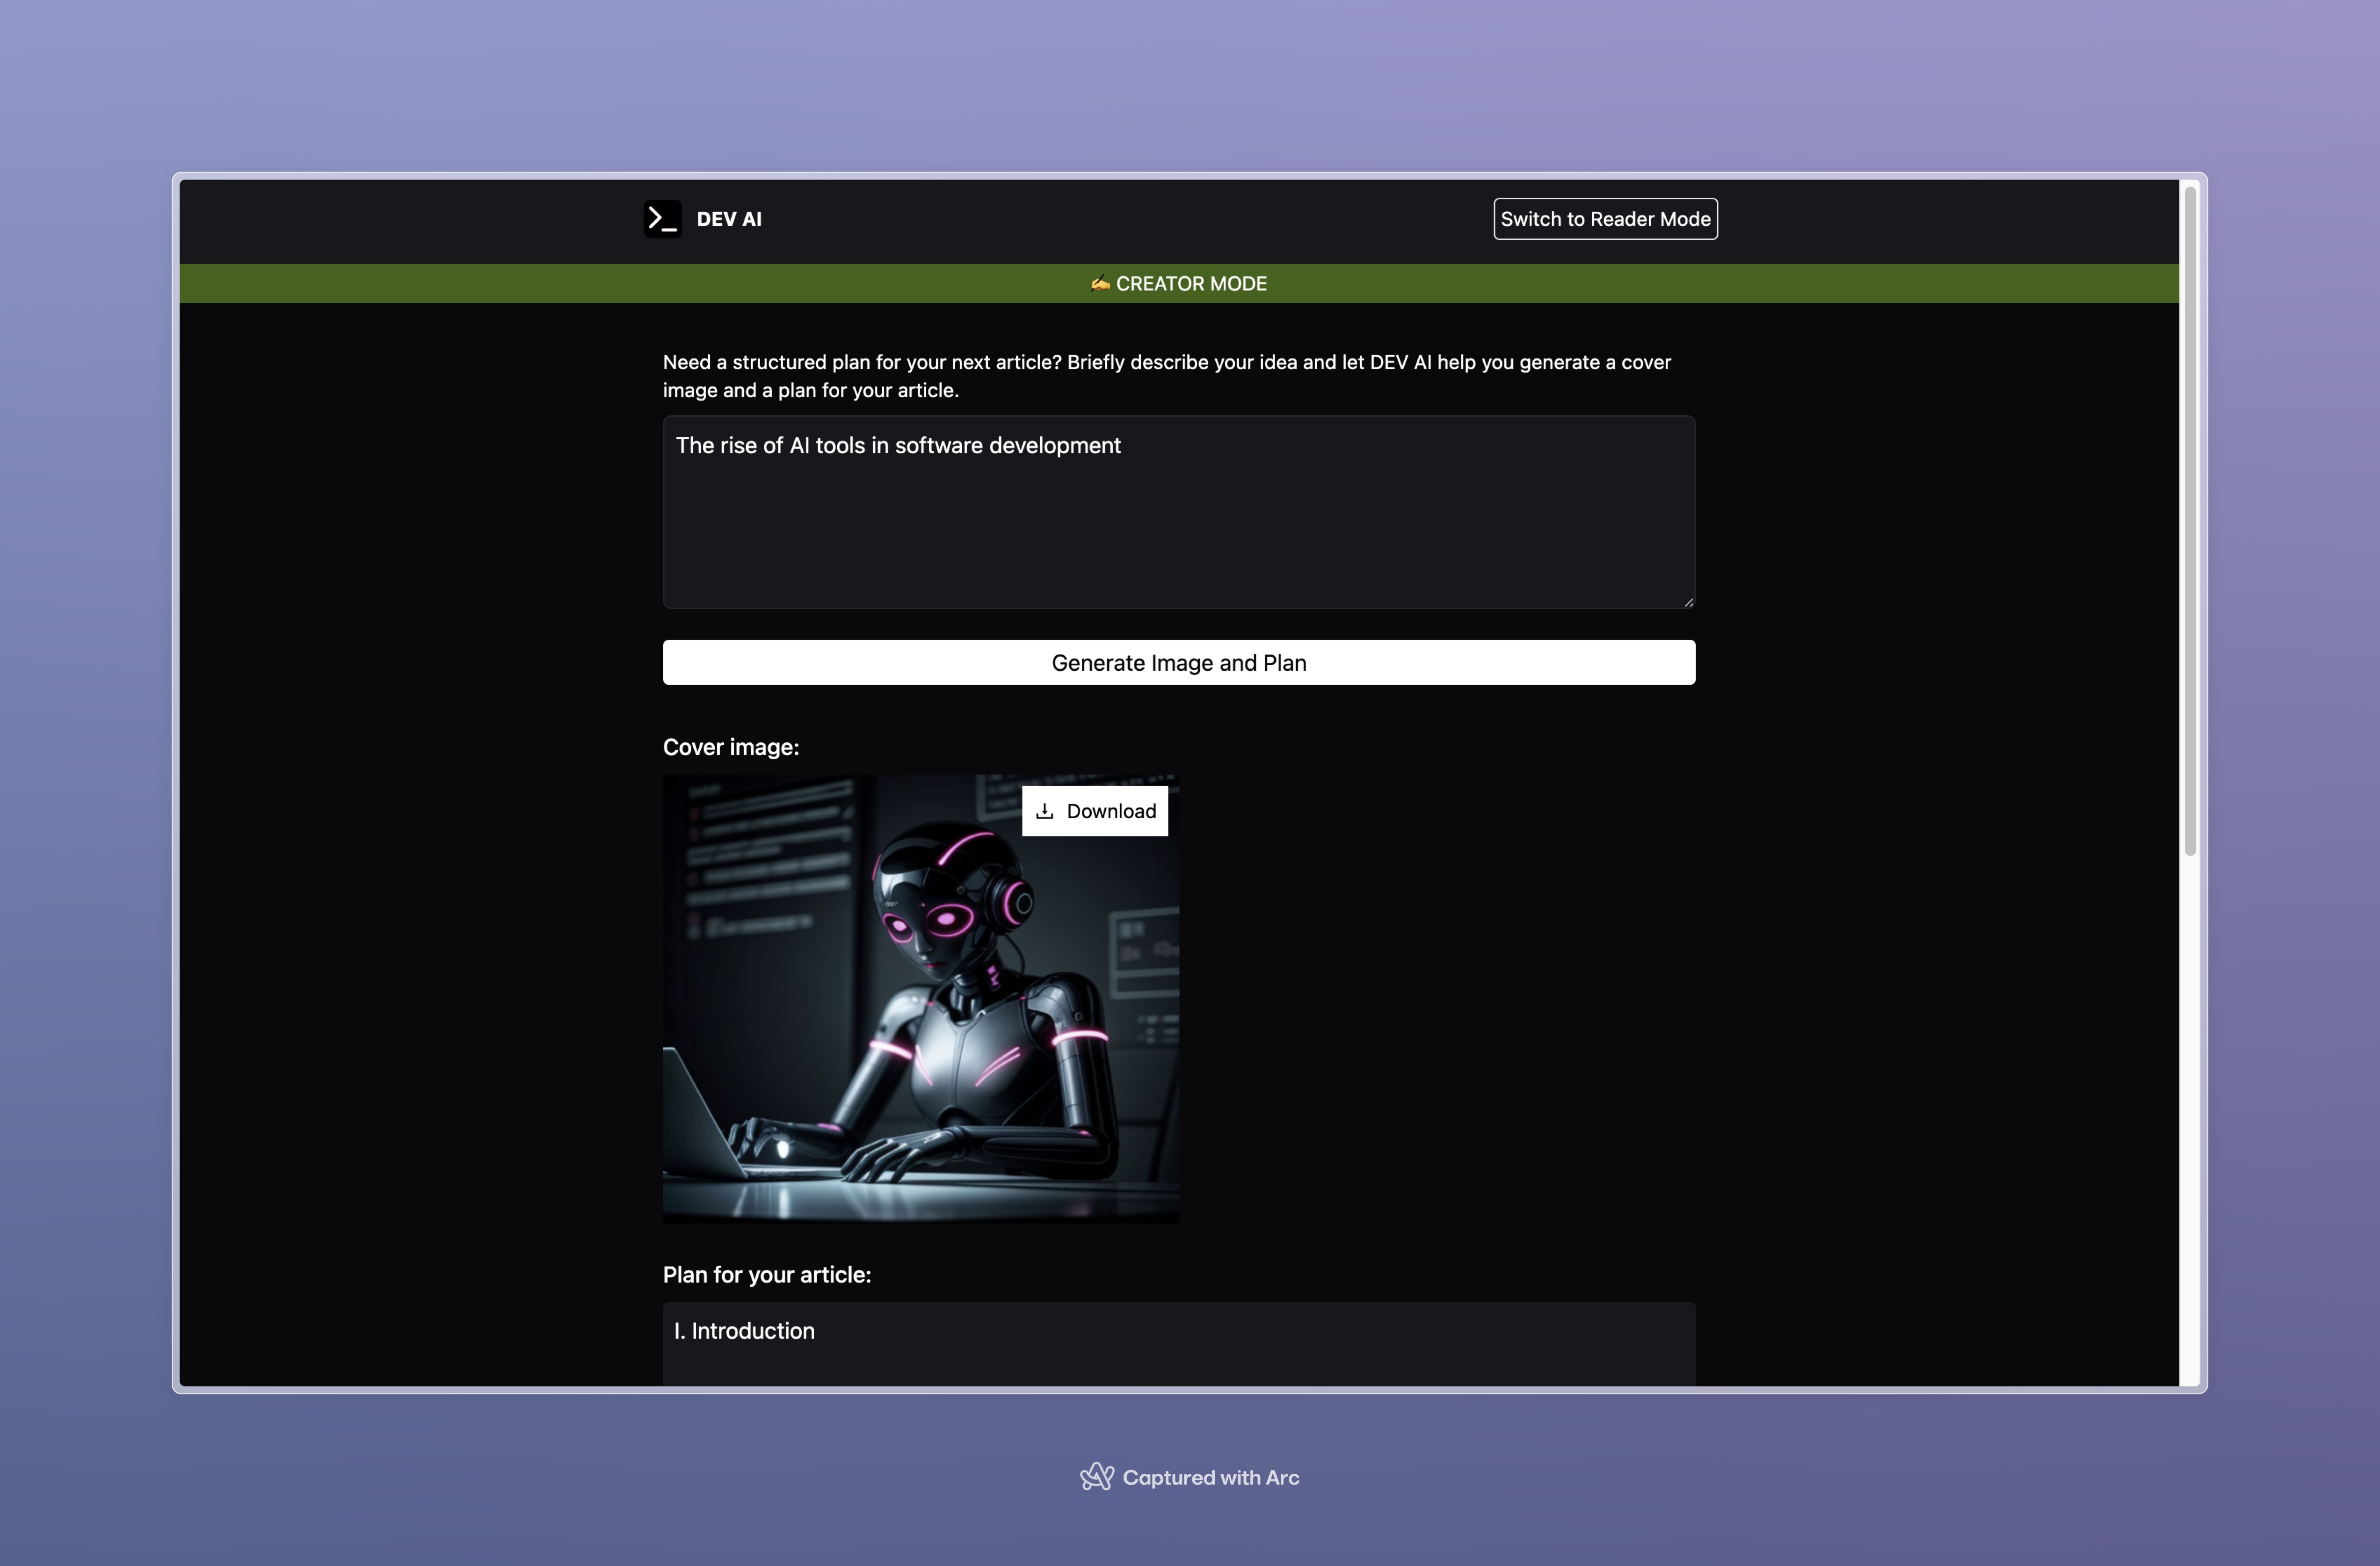 DEV AI
Switch to Reader Mode
✍️ CREATOR MODE
Need a structured plan for your next article? Briefly describe your idea and let DEV AI help you generate a cover
image and a plan for your article.
The rise of AI tools in software development
Generate Image and Plan
Cover image:
Download
Plan for your article:
I. Introduction
Captured with Arc